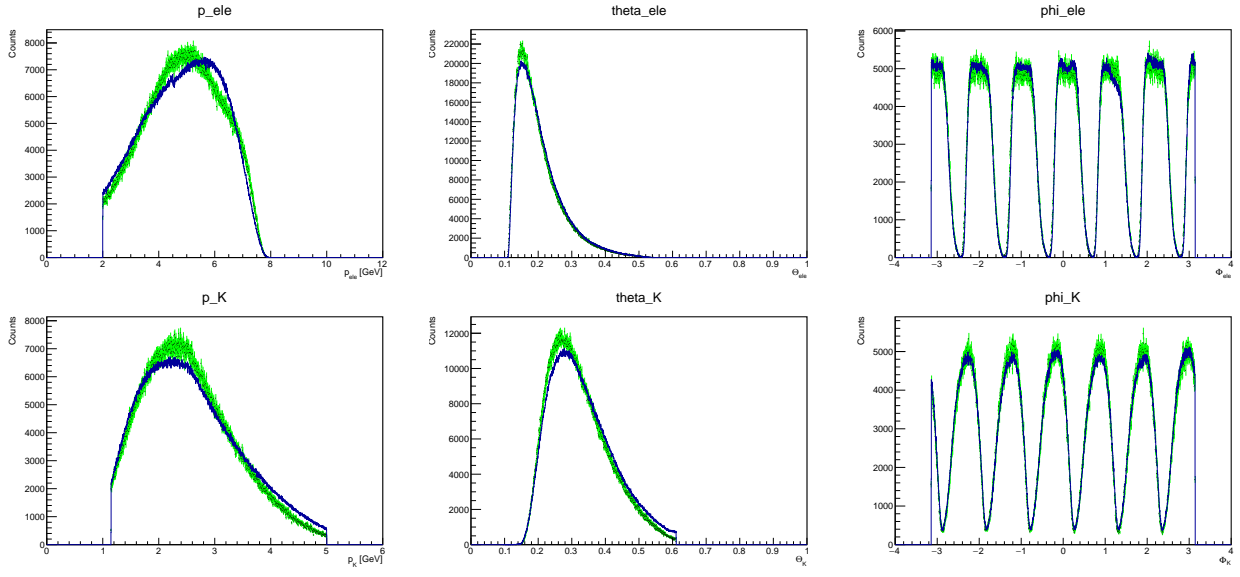 p_ele
Counts
8000
7000
6000
5000
4000
3000
2000
1000
0
0 2 4 6 8 10 12
p_ele [GeV]
theta_ele
Counts
22000
20000
18000
16000
14000
12000
10000
8000
6000
4000
2000
0
0 0.1 0.2 0.3 0.4 0.5 0.6 0.7 0.8 0.9 1
Θ_ele
phi_ele
Counts
6000
5000
4000
3000
2000
1000
0
−4 −3 −2 −1 0 1 2 3 4
Φ_ele
p_K
Counts
8000
7000
6000
5000
4000
3000
2000
1000
0
0 1 2 3 4 5 6
p_K [GeV]
theta_K
Counts
12000
10000
8000
6000
4000
2000
0
0 0.1 0.2 0.3 0.4 0.5 0.6 0.7 0.8 0.9 1
Θ_K
phi_K
Counts
5000
4000
3000
2000
1000
0
−4 −3 −2 −1 0 1 2 3 4
Φ_K